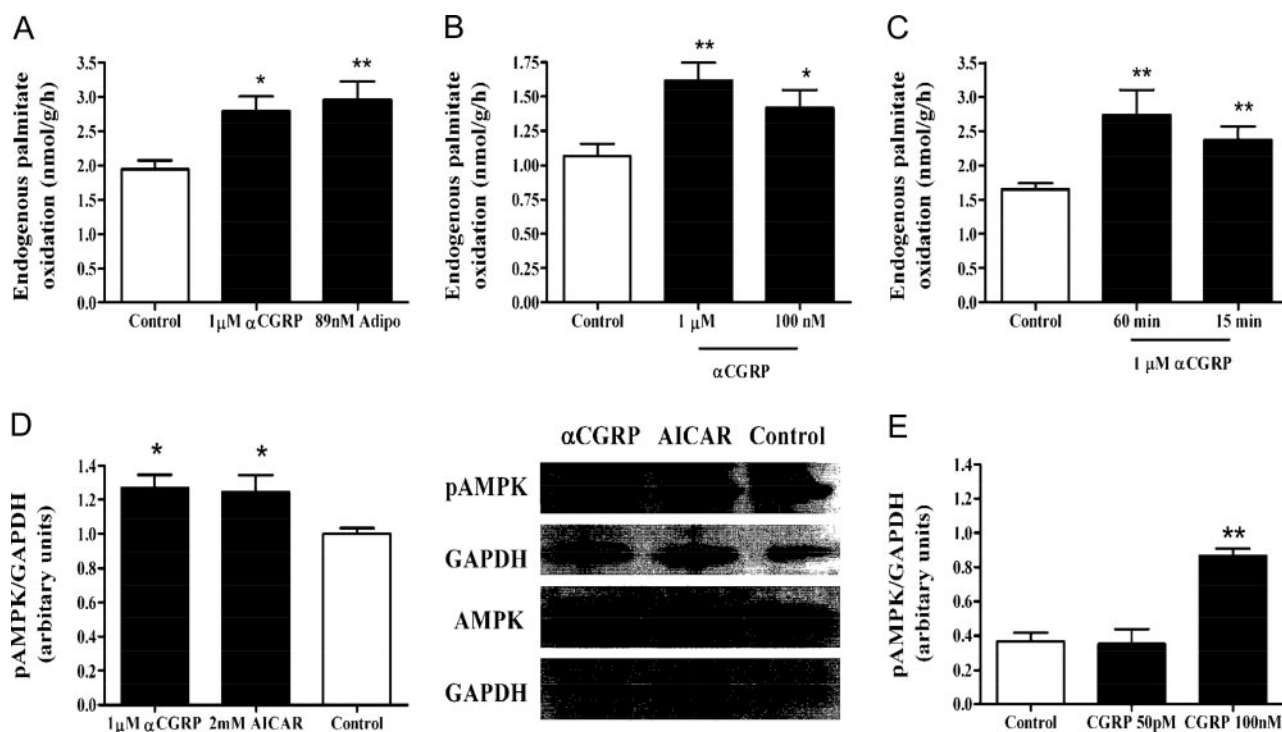 A
Endogenous palmitate
oxidation (nmol/g/h)
3.5
3.0
2.5
2.0
1.5
1.0
0.5
0.0
*
**
Control
1μM αCGRP
89nM Adipo
B
Endogenous palmitate
oxidation (nmol/g/h)
1.75
1.50
1.25
1.00
0.75
0.50
0.25
0.00
**
*
Control
1 μM
100 nM
αCGRP
C
Endogenous palmitate
oxidation (nmol/g/h)
3.5
3.0
2.5
2.0
1.5
1.0
0.5
0.0
**
**
Control
60 min
15 min
1 μM αCGRP
D
pAMPK/GAPDH
(arbitary units)
1.4
1.2
1.0
0.8
0.6
0.4
0.2
0.0
*
*
1μM αCGRP
2mM AICAR
Control
αCGRP AICAR Control
pAMPK
GAPDH
AMPK
GAPDH
E
pAMPK/GAPDH
(arbitary units)
1.4
1.2
1.0
0.8
0.6
0.4
0.2
0.0
**
Control
CGRP 50pM
CGRP 100nM